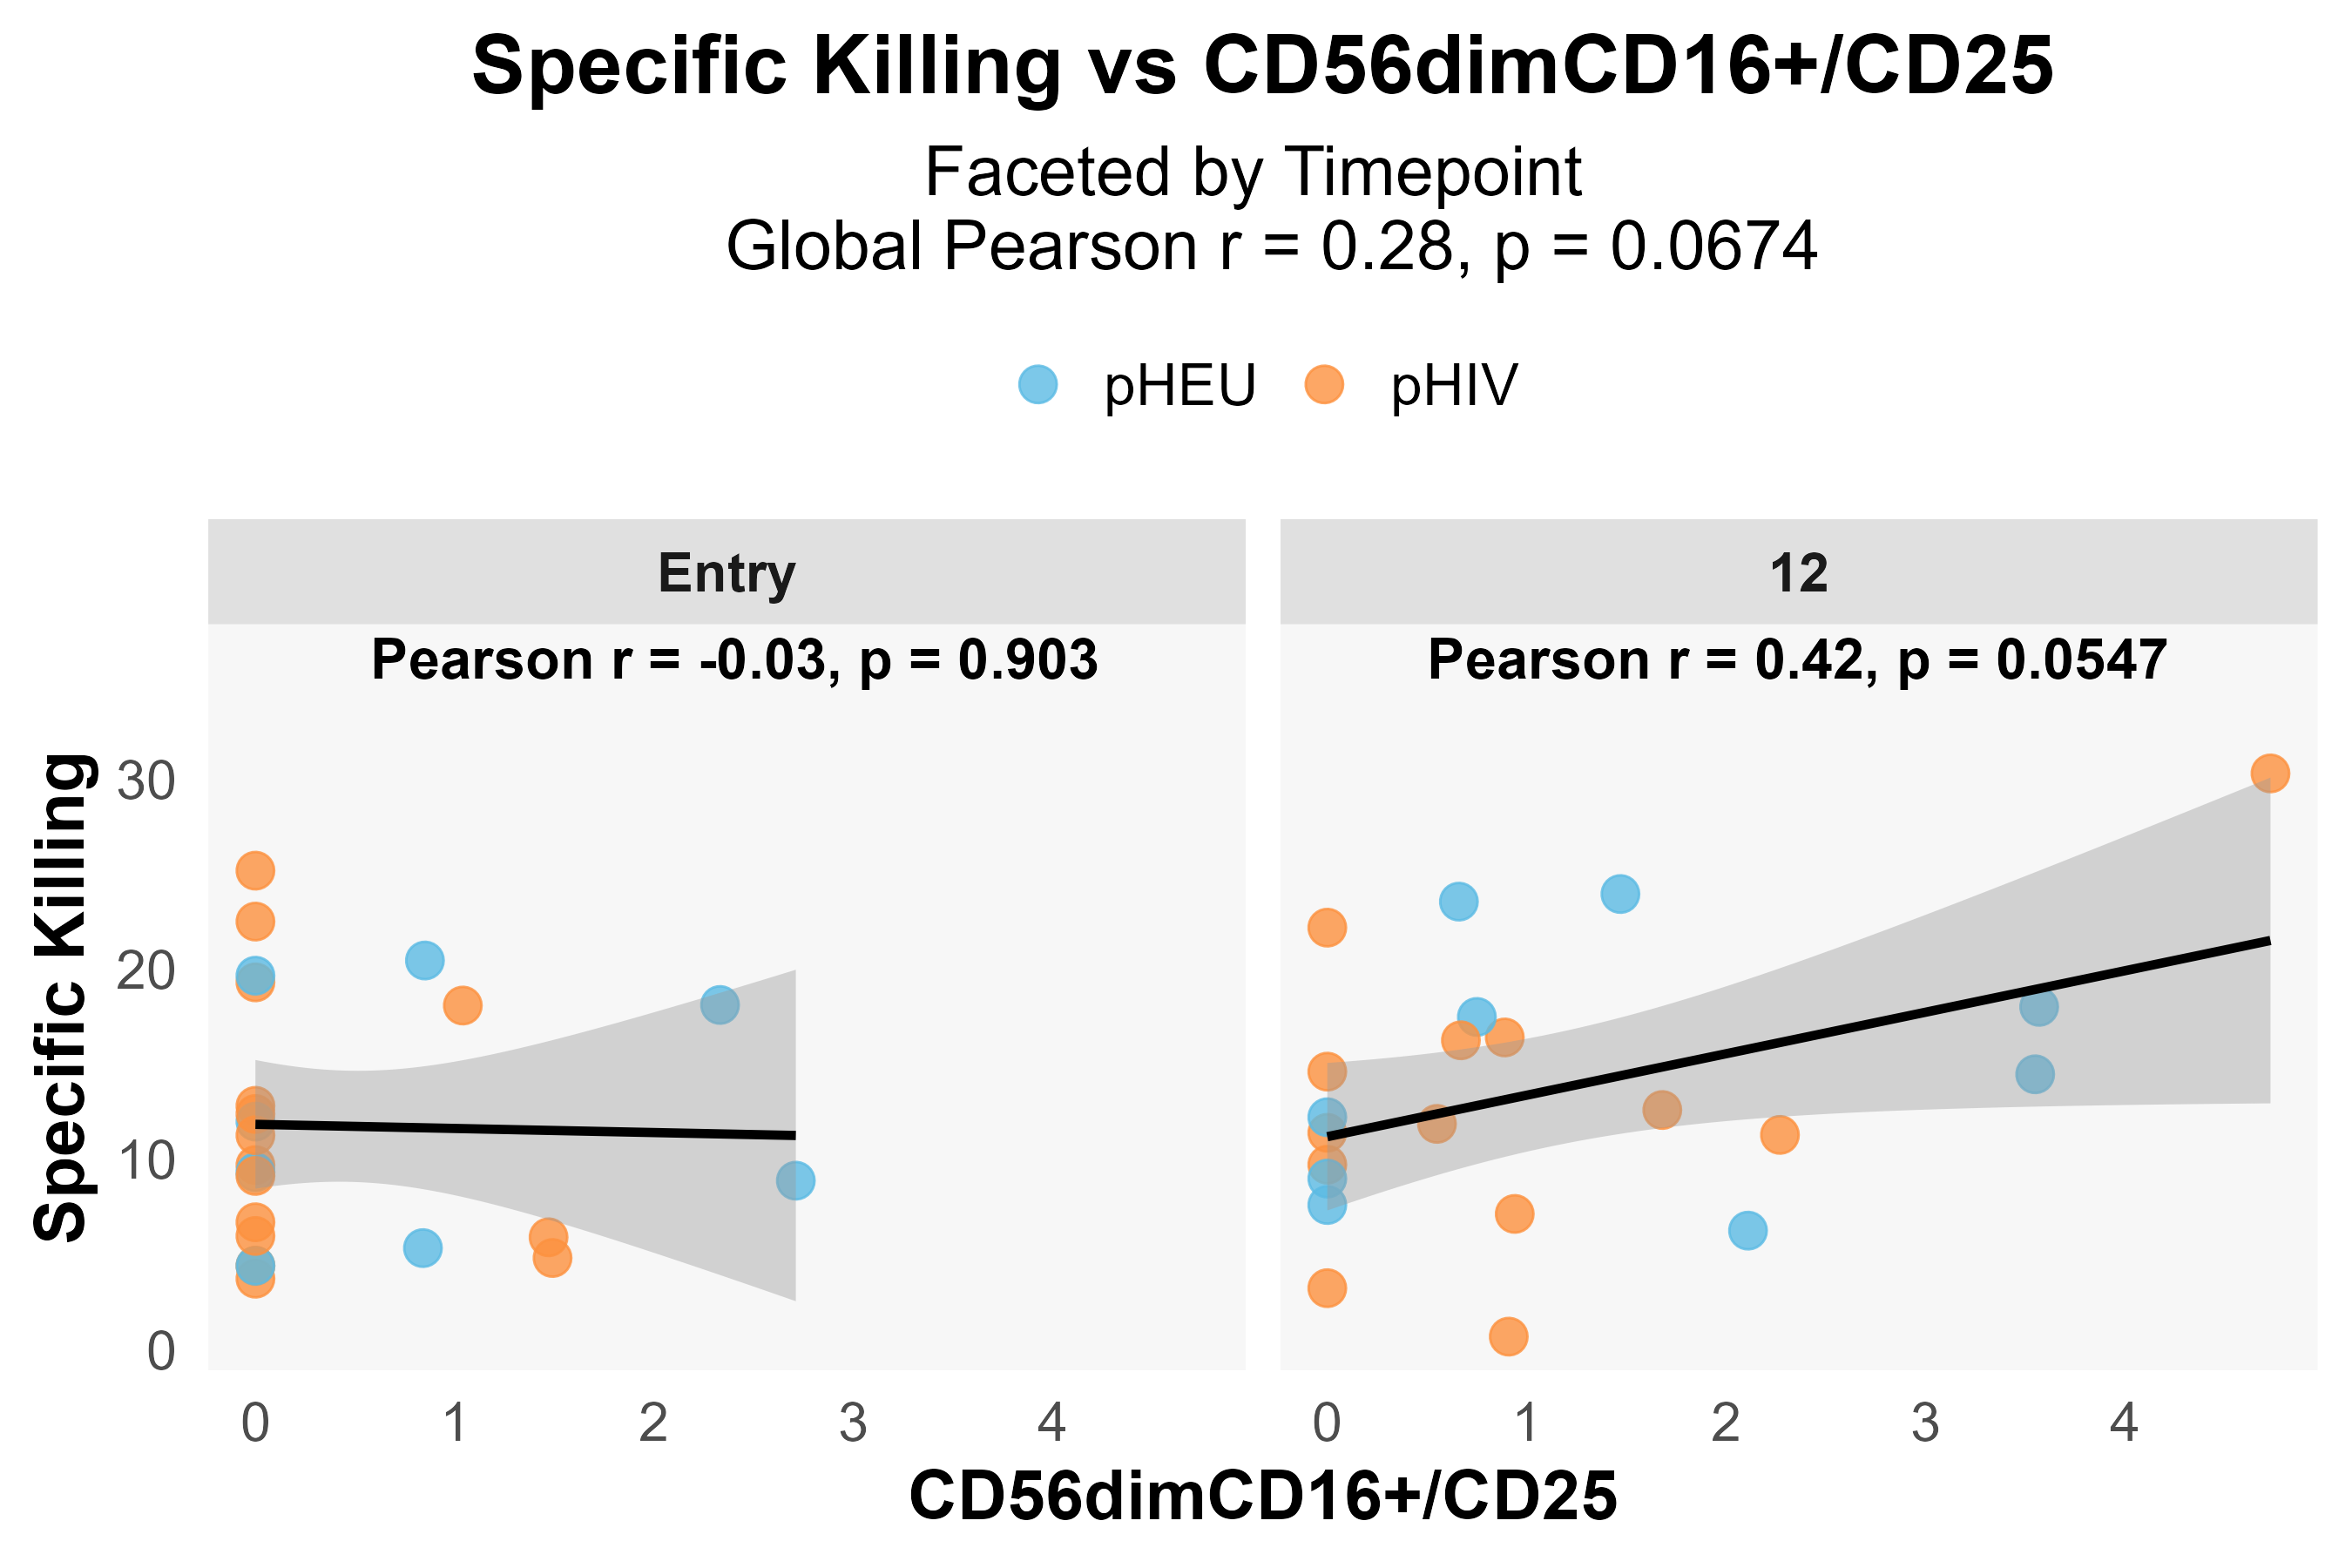 Specific Killing vs CD56dimCD16+/CD25
Faceted by Timepoint
Global Pearson r = 0.28, p = 0.0674
pHEU pHIV
Entry
12
Pearson r = -0.03, p = 0.903
Pearson r = 0.42, p = 0.0547
Specific Killing
30
20
10
0
0 1 2 3 4
0 1 2 3 4
CD56dimCD16+/CD25